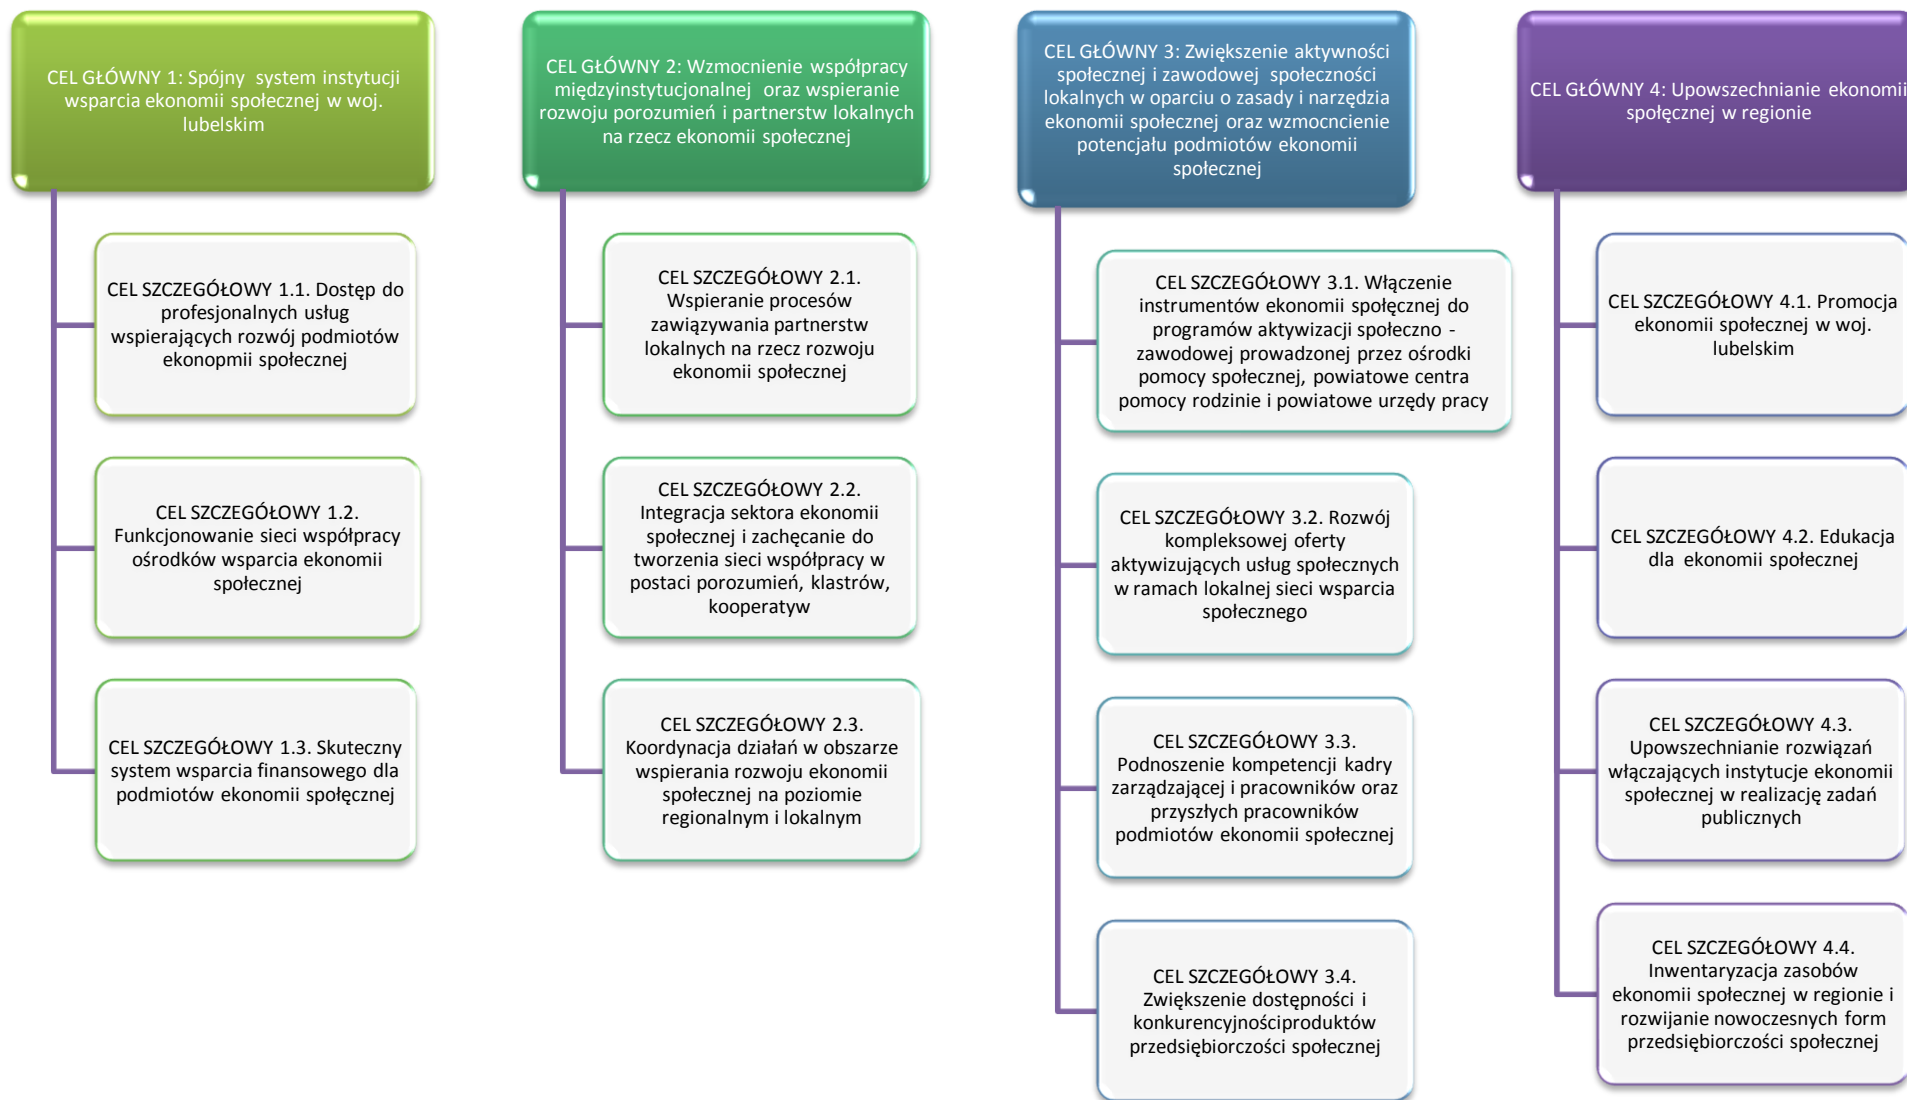 CEL GŁÓWNY 1: Spójny system instytucji
wsparcia ekonomii społecznej w woj.
lubelskim
CEL SZCZEGÓŁOWY 1.1. Dostęp do
profesjonalnych usług
wspierających rozwój podmiotów
ekonopmii społecznej
CEL SZCZEGÓŁOWY 1.2.
Funkcjonowanie sieci współpracy
ośrodków wsparcia ekonomii
społecznej
CEL SZCZEGÓŁOWY 1.3. Skuteczny
system wsparcia finansowego dla
podmiotów ekonomii społęcznej
CEL GŁÓWNY 2: Wzmocnienie współpracy
międzyinstytucjonalnej oraz wspieranie
rozwoju porozumień i partnerstw lokalnych
na rzecz ekonomii społecznej
CEL SZCZEGÓŁOWY 2.1.
Wspieranie procesów
zawiązywania partnerstw
lokalnych na rzecz rozwoju
ekonomii społecznej
CEL SZCZEGÓŁOWY 2.2.
Integracja sektora ekonomii
społecznej i zachęcanie do
tworzenia sieci współpracy w
postaci porozumień, klastrów,
kooperatyw
CEL SZCZEGÓŁOWY 2.3.
Koordynacja działań w obszarze
wspierania rozwoju ekonomii
społecznej na poziomie
regionalnym i lokalnym
CEL GŁÓWNY 3: Zwiększenie aktywności
społecznej i zawodowej społeczności
lokalnych w oparciu o zasady i narzędzia
ekonomii społecznej oraz wzmocncienie
potencjału podmiotów ekonomii
społecznej
CEL SZCZEGÓŁOWY 3.1. Włączenie
instrumentów ekonomii społęcznej do
programów aktywizacji społeczno -
zawodowej prowadzonej przez ośrodki
pomocy społecznej, powiatowe centra
pomocy rodzinie i powiatowe urzędy pracy
CEL SZCZEGÓŁOWY 3.2. Rozwój
kompleksowej oferty
aktywizujących usług społecznych
w ramach lokalnej sieci wsparcia
społecznego
CEL SZCZEGÓŁOWY 3.3.
Podnoszenie kompetencji kadry
zarządzającej i pracowników oraz
przyszłych pracowników
podmiotów ekonomii społecznej
CEL SZCZEGÓŁOWY 3.4.
Zwiększenie dostępności i
konkurencyjnościproduktów
przedsiębiorczości społecznej
CEL GŁÓWNY 4: Upowszechnianie ekonomii
społęcznej w regionie
CEL SZCZEGÓŁOWY 4.1. Promocja
ekonomii społecznej w woj.
lubelskim
CEL SZCZEGÓŁOWY 4.2. Edukacja
dla ekonomii społecznej
CEL SZCZEGÓŁOWY 4.3.
Upowszechnianie rozwiązań
włączających instytucje ekonomii
społecznej w realizację zadań
publicznych
CEL SZCZEGÓŁOWY 4.4.
Inwentaryzacja zasobów
ekonomii społecznej w regionie i
rozwijanie nowoczesnych form
przedsiębiorczości społecznej